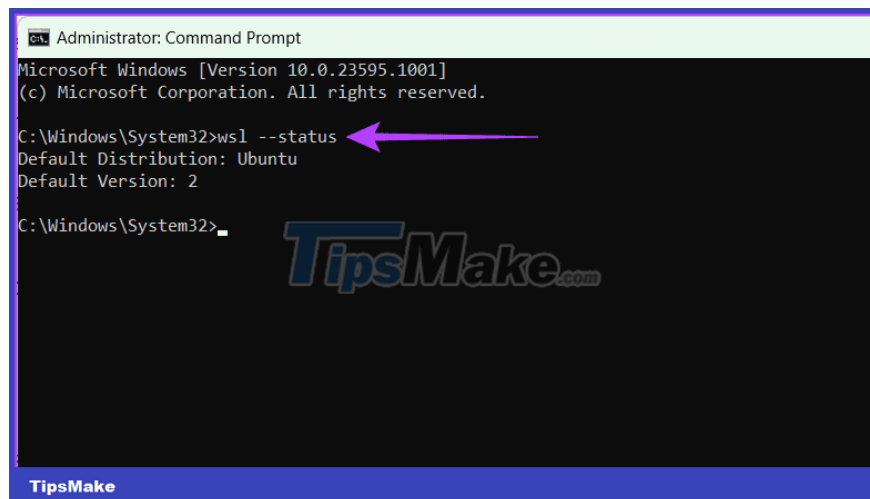 Administrator: Command Prompt
Microsoft Windows [Version 10.0.23595.1001]
(c) Microsoft Corporation. All rights reserved.
C:\Windows\System32>wsl --status
Default Distribution: Ubuntu
Default Version: 2
C:\Windows\System32>
TipsMake.com
TipsMake